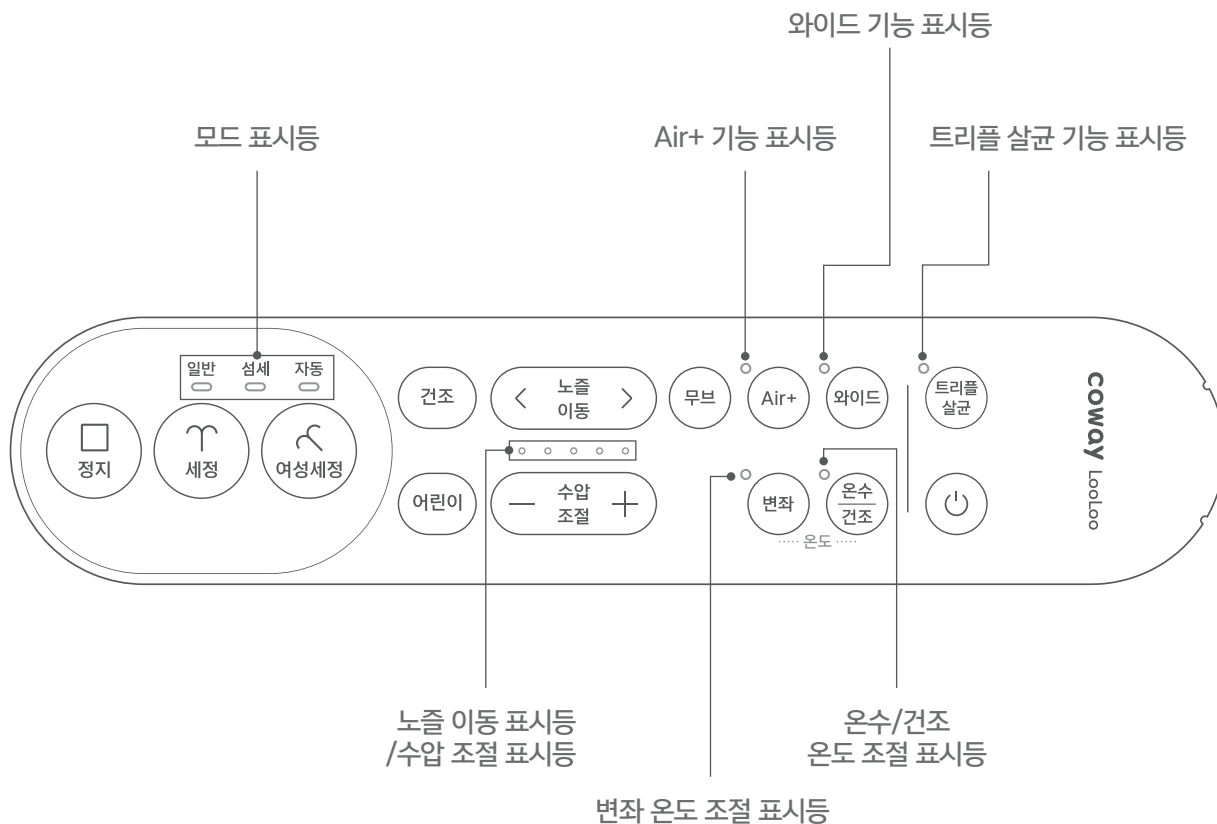 와이드 기능 표시등
모드 표시등
Air+ 기능 표시등
트리플 살균 기능 표시등
일반 섬세 자동
정지
세정
여성세정
건조
노즐
이동
무브
Air+
와이드
트리플
살균
어린이
수압
조절
변좌
온수
건조
온도
coway LooLoo
노즐 이동 표시등
/수압 조절 표시등
온수/건조
온도 조절 표시등
변좌 온도 조절 표시등